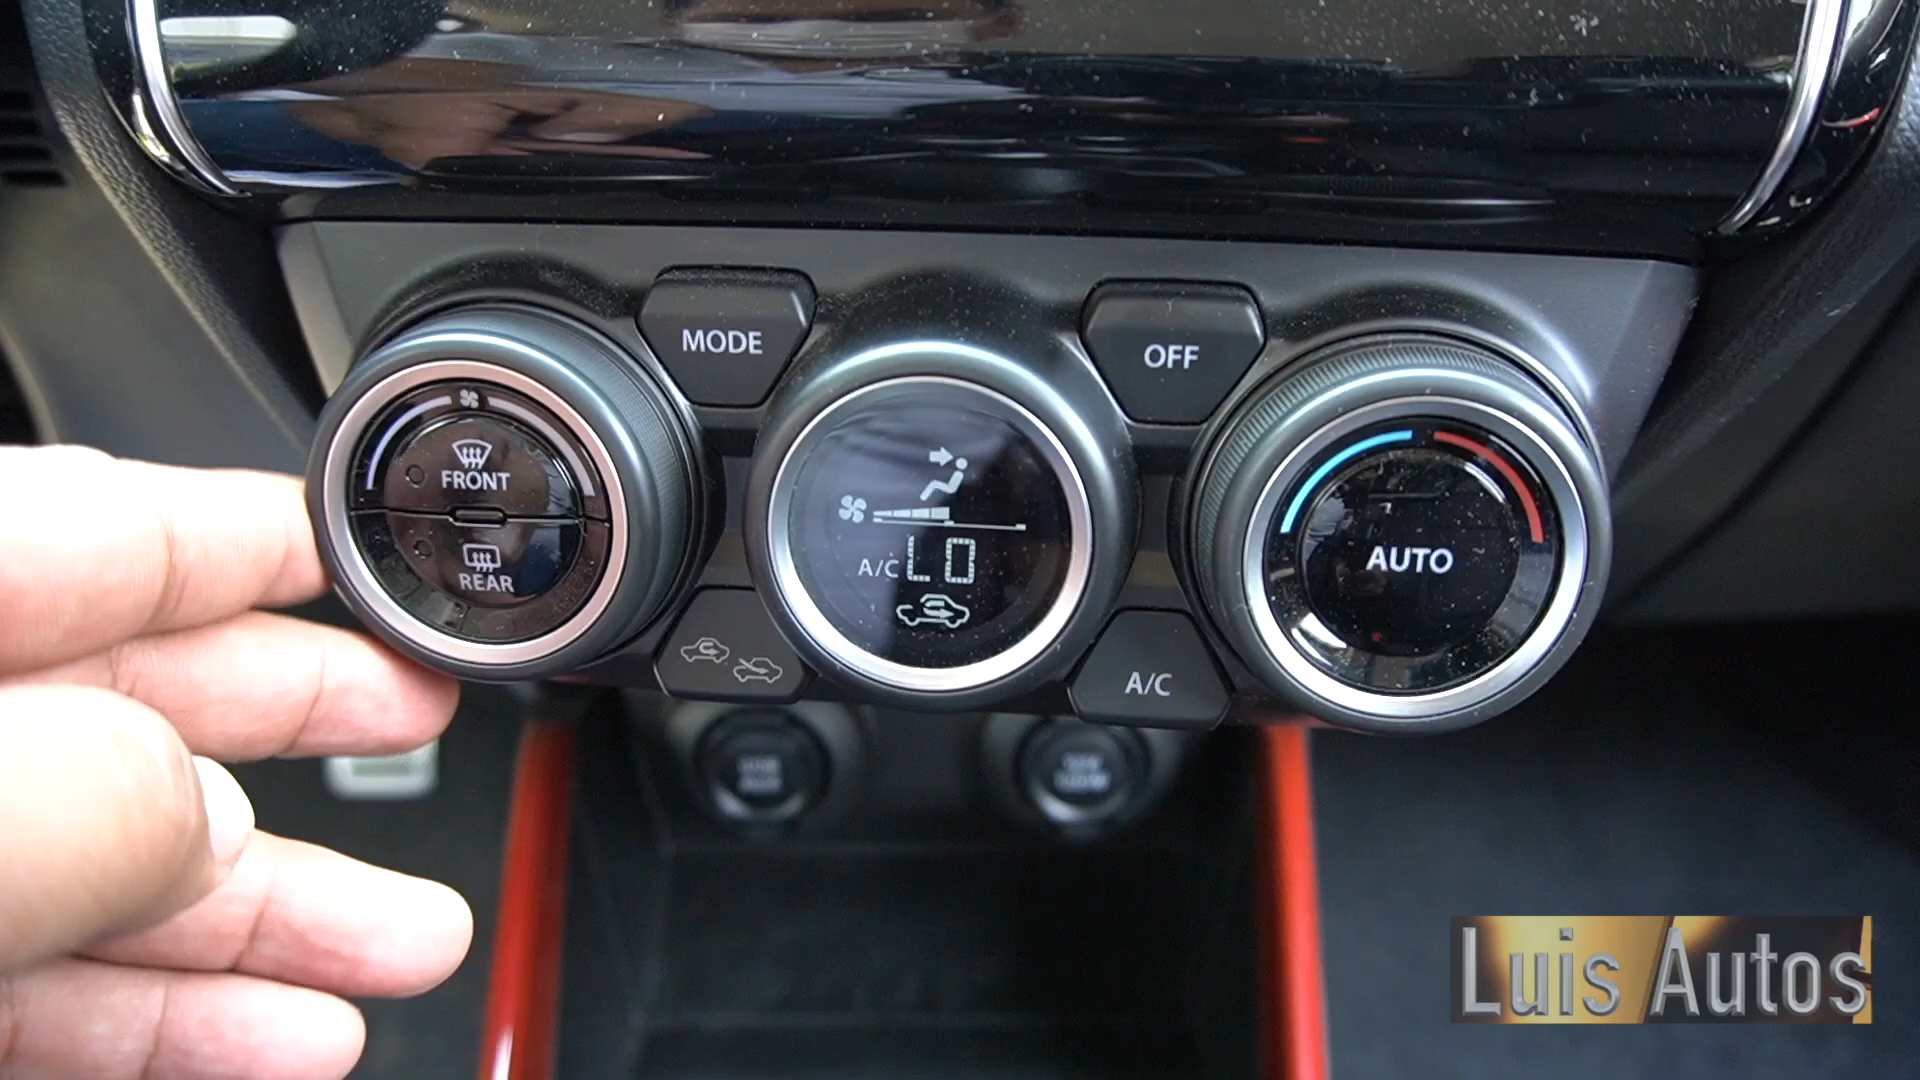 MODE
OFF
FRONT
REAR
A/C LO
AUTO
A/C
Luis Autos